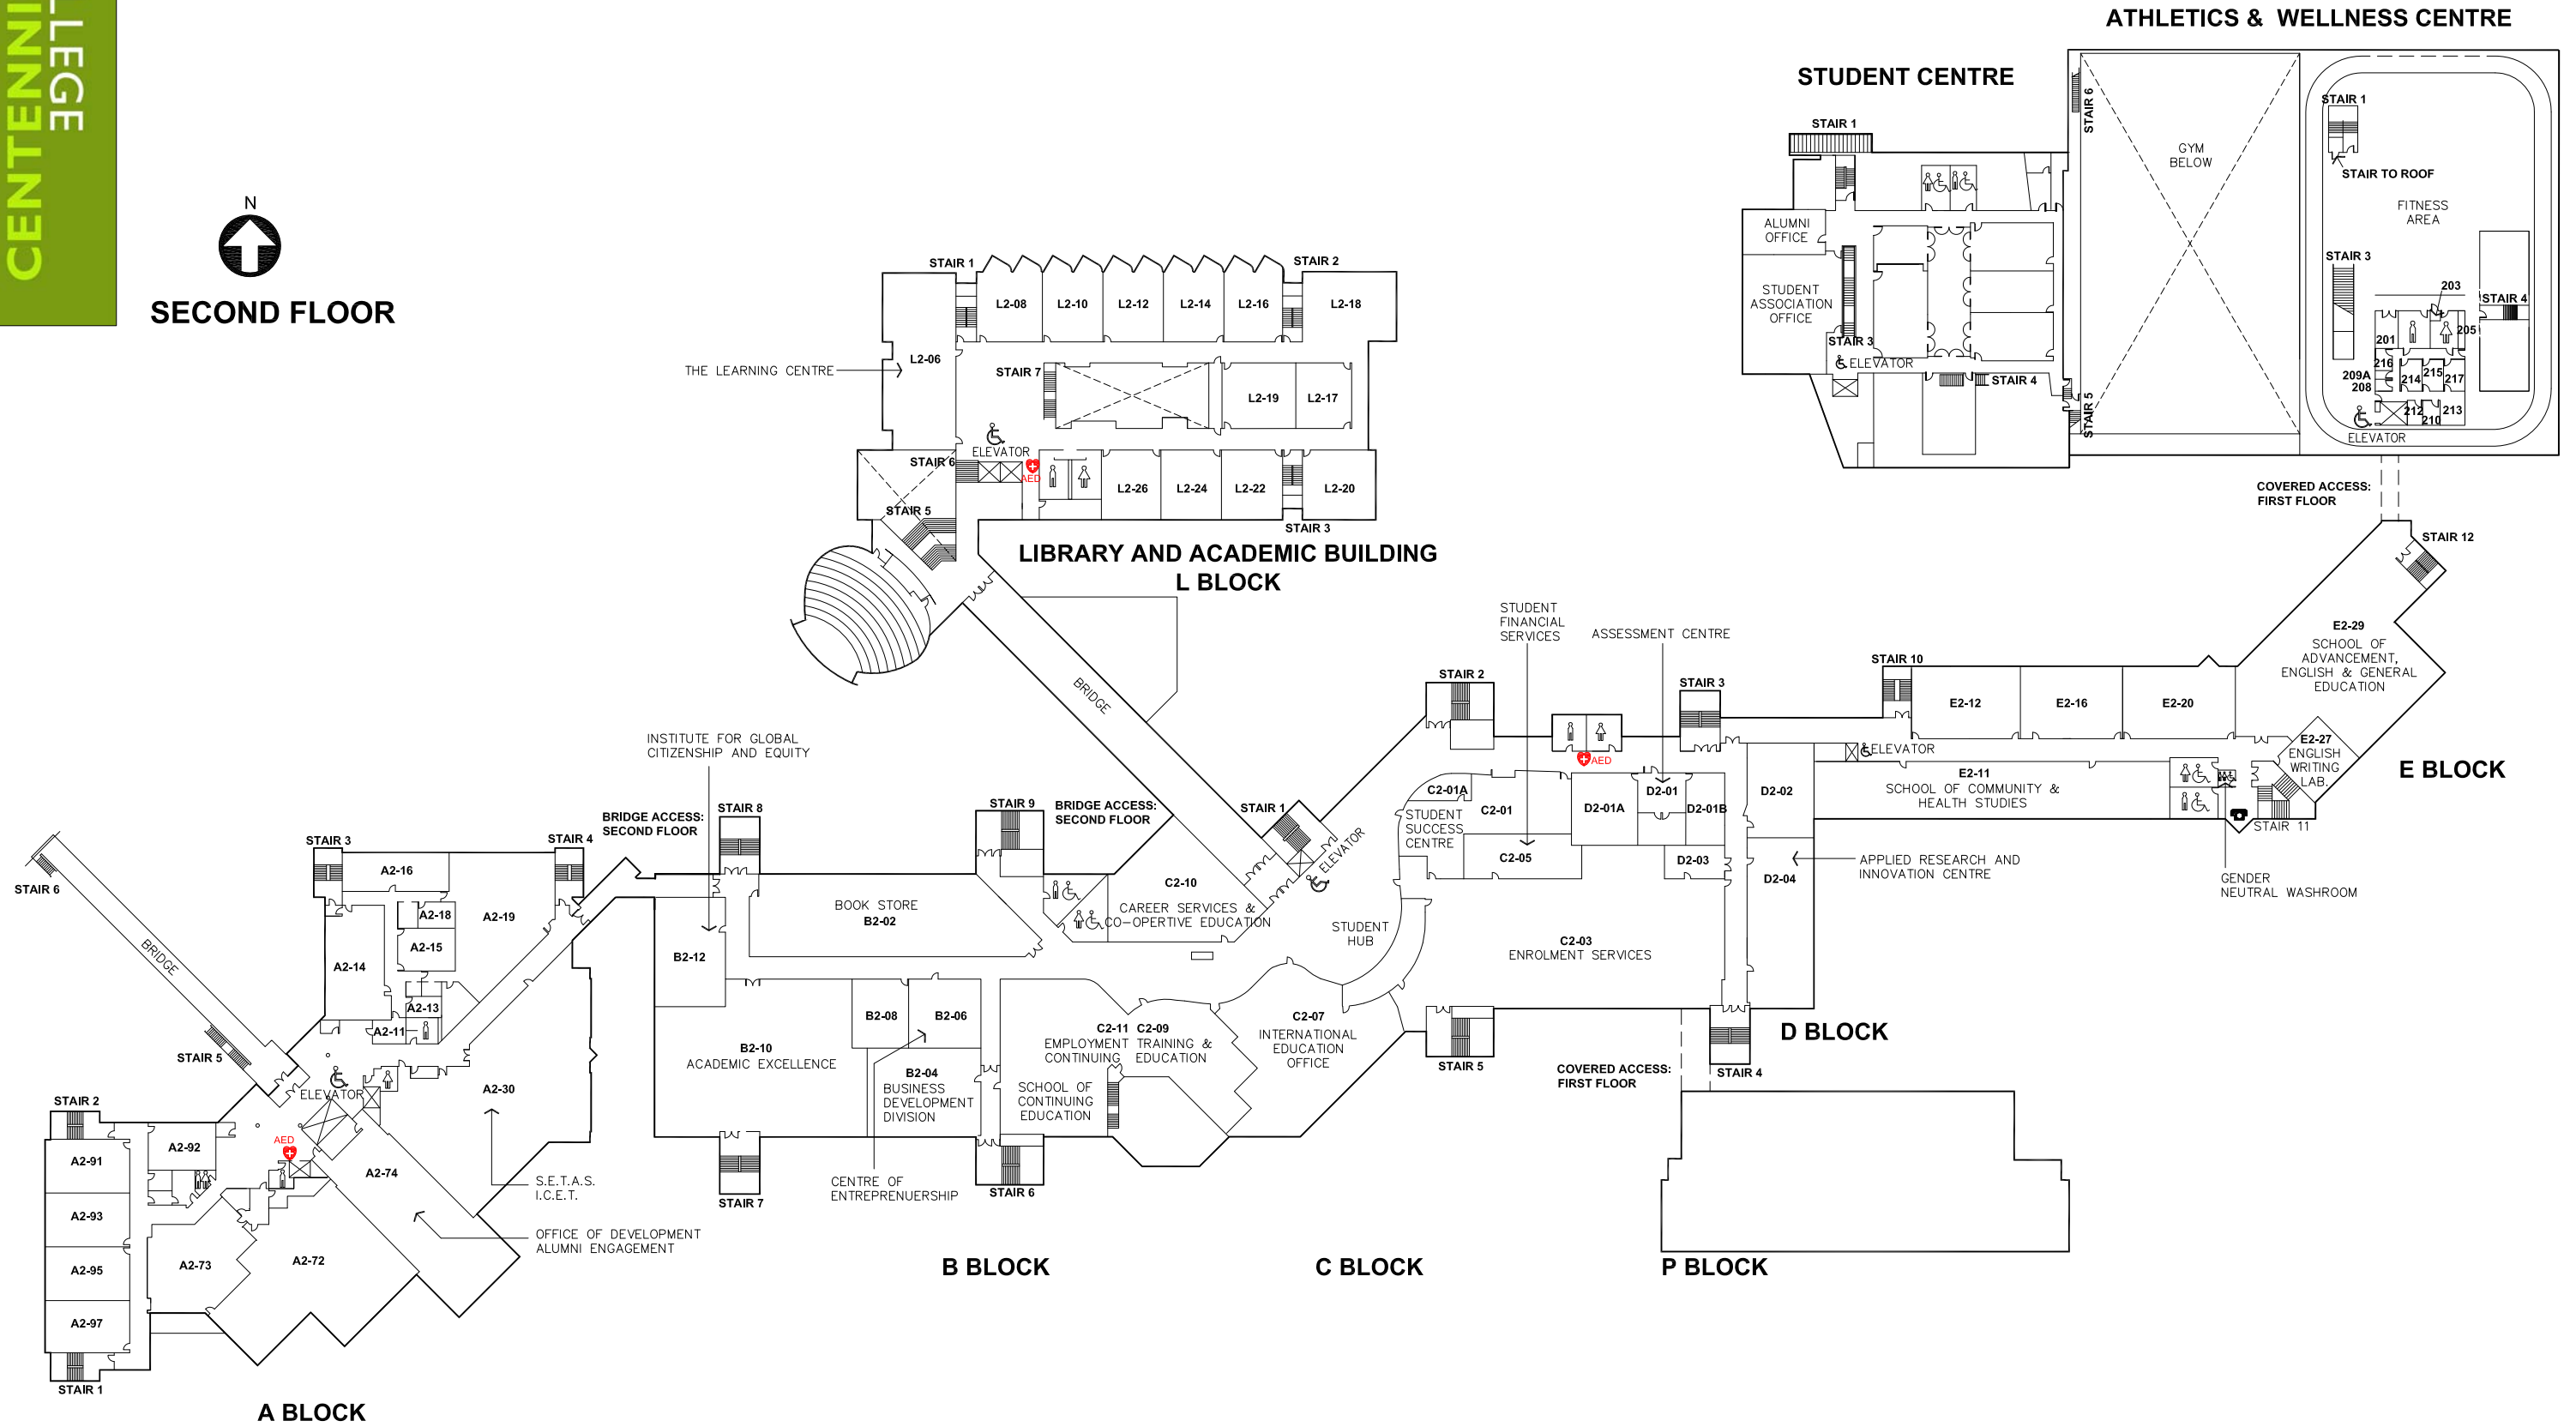 CENTENNI
LLEGE
N
SECOND FLOOR
ATHLETICS & WELLNESS CENTRE
STUDENT CENTRE
STAIR 1
STAIR 6
GYM
BELOW
STAIR 1
STAIR TO ROOF
FITNESS
AREA
ALUMNI
OFFICE
STUDENT
ASSOCIATION
OFFICE
STAIR 3
ELEVATOR
STAIR 4
STAIR 5
STAIR 3
203
STAIR 4
205
201
216
209A
208
214
215
217
212
210
213
ELEVATOR
COVERED ACCESS:
FIRST FLOOR
STAIR 1
STAIR 2
L2-08
L2-10
L2-12
L2-14
L2-16
L2-18
L2-06
THE LEARNING CENTRE
STAIR 7
L2-19
L2-17
ELEVATOR
STAIR 6
AED
L2-26
L2-24
L2-22
L2-20
STAIR 5
STAIR 3
LIBRARY AND ACADEMIC BUILDING
L BLOCK
BRIDGE
STAIR 12
E2-29
SCHOOL OF
ADVANCEMENT,
ENGLISH & GENERAL
EDUCATION
STAIR 10
E2-12
E2-16
E2-20
E2-27
ENGLISH
WRITING
LAB.
ELEVATOR
E2-11
SCHOOL OF COMMUNITY &
HEALTH STUDIES
E BLOCK
STAIR 11
GENDER
NEUTRAL WASHROOM
STUDENT
FINANCIAL
SERVICES
ASSESSMENT CENTRE
STAIR 2
STAIR 3
AED
C2-01A
C2-01
STUDENT
SUCCESS
CENTRE
C2-05
D2-01A
D2-01
D2-01B
D2-02
D2-03
D2-04
APPLIED RESEARCH AND
INNOVATION CENTRE
INSTITUTE FOR GLOBAL
CITIZENSHIP AND EQUITY
BRIDGE ACCESS:
SECOND FLOOR
STAIR 8
STAIR 9
BRIDGE ACCESS:
SECOND FLOOR
STAIR 1
ELEVATOR
C2-10
CAREER SERVICES &
CO-OPERTIVE EDUCATION
BOOK STORE
B2-02
STUDENT
HUB
C2-03
ENROLMENT SERVICES
B2-12
B2-08
B2-06
B2-10
ACADEMIC EXCELLENCE
B2-04
BUSINESS
DEVELOPMENT
DIVISION
C2-11
C2-09
EMPLOYMENT TRAINING &
CONTINUING EDUCATION
SCHOOL OF
CONTINUING
EDUCATION
C2-07
INTERNATIONAL
EDUCATION
OFFICE
STAIR 5
D BLOCK
STAIR 4
COVERED ACCESS:
FIRST FLOOR
CENTRE OF
ENTREPRENUERSHIP
STAIR 6
STAIR 7
B BLOCK
C BLOCK
P BLOCK
STAIR 3
STAIR 4
STAIR 6
BRIDGE
STAIR 5
A2-16
A2-18
A2-19
A2-15
A2-14
A2-13
A2-11
ELEVATOR
A2-30
STAIR 2
AED
A2-92
A2-91
A2-74
S.E.T.A.S.
I.C.E.T.
A2-93
OFFICE OF DEVELOPMENT
ALUMNI ENGAGEMENT
A2-73
A2-72
A2-95
A2-97
STAIR 1
A BLOCK